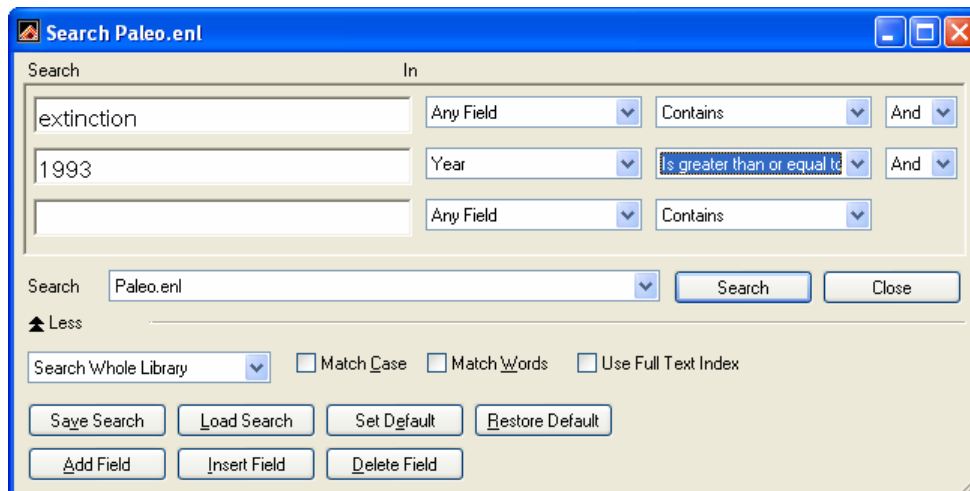 Search Paleo.enl
Search In
extinction Any Field Contains And
1993 Year Is greater than or equal to And
Any Field Contains
Search Paleo.enl Search Close
Less
Search Whole Library Match Case Match Words Use Full Text Index
Save Search Load Search Set Default Restore Default
Add Field Insert Field Delete Field